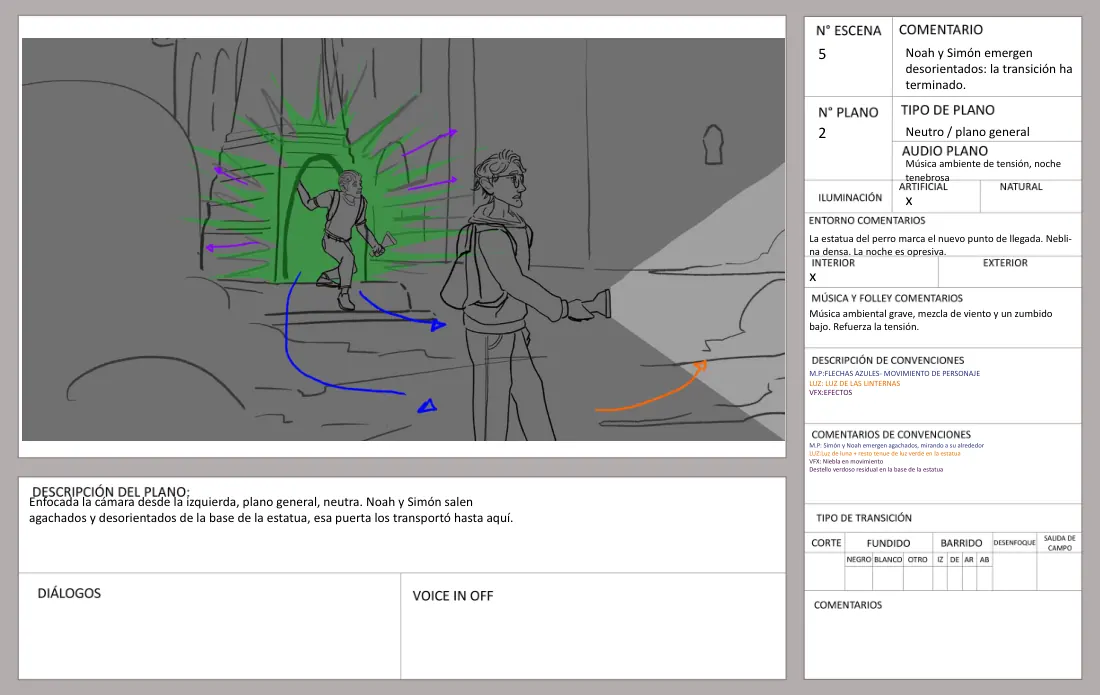 N° ESCENA
5
COMENTARIO
Noah y Simón emergen
desorientados: la transición ha
terminado.
N° PLANO
2
TIPO DE PLANO
Neutro / plano general
AUDIO PLANO
Música ambiente de tensión, noche
tenebrosa
ILUMINACIÓN
ARTIFICIAL
X
NATURAL
ENTORNO COMENTARIOS
La estatua del perro marca el nuevo punto de llegada. Nebli-
na densa. La noche es opresiva.
INTERIOR
X
EXTERIOR
MÚSICA Y FOLLEY COMENTARIOS
Música ambiental grave, mezcla de viento y un zumbido
bajo. Refuerza la tensión.
DESCRIPCIÓN DE CONVENCIONES
M.P:FLECHAS AZULES- MOVIMIENTO DE PERSONAJE
LUZ: LUZ DE LAS LINTERNAS
VFX:EFECTOS
COMENTARIOS DE CONVENCIONES
M.P: Simón y Noah emergen agachados, mirando a su alrededor
LUZ:Luz de luna + resto tenue de luz verde en la estatua
VFX: Niebla en movimiento
Destello verdoso residual en la base de la estatua
TIPO DE TRANSICIÓN
CORTE
FUNDIDO
BARRIDO
DESENFOQUE
SALIDA DE
CAMPO
NEGRO BLANCO OTRO IZ DE AR AB
COMENTARIOS
DESCRIPCIÓN DEL PLANO:
Enfocada la cámara desde la izquierda, plano general, neutra. Noah y Simón salen
agachados y desorientados de la base de la estatua, esa puerta los transportó hasta aquí.
DIÁLOGOS
VOICE IN OFF